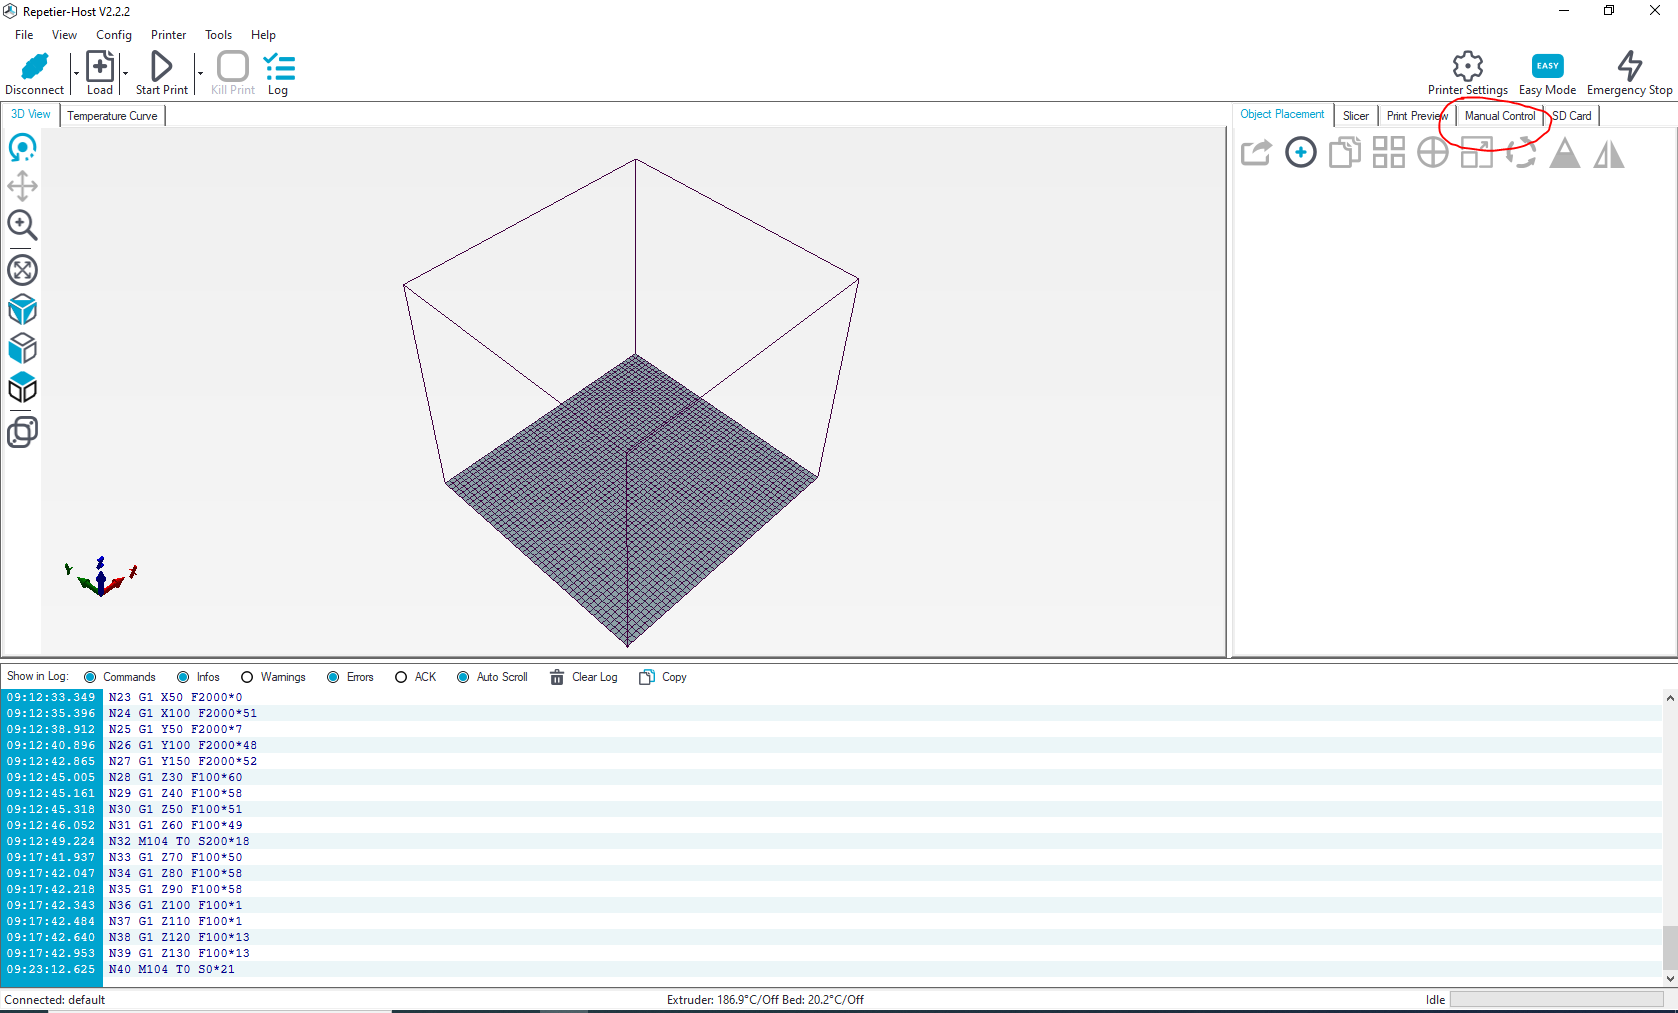 Repetier-Host V2.2.2
File View Config Printer Tools Help
Disconnect Load Start Print Kill Print Log Printer Settings EASY Easy Mode Emergency Stop
3D View Temperature Curve Object Placement Slicer Print Preview Manual Control SD Card
Y Z X
Show in Log: Commands Infos Warnings Errors ACK Auto Scroll Clear Log Copy
09:12:33.349 N23 G1 X50 F2000*0
09:12:35.396 N24 G1 X100 F2000*51
09:12:38.912 N25 G1 Y50 F2000*7
09:12:40.896 N26 G1 Y100 F2000*48
09:12:42.865 N27 G1 Y150 F2000*52
09:12:45.005 N28 G1 Z30 F100*60
09:12:45.161 N29 G1 Z40 F100*58
09:12:45.318 N30 G1 Z50 F100*51
09:12:46.052 N31 G1 Z60 F100*49
09:12:49.224 N32 M104 T0 S200*18
09:17:41.937 N33 G1 Z70 F100*50
09:17:42.047 N34 G1 Z80 F100*58
09:17:42.218 N35 G1 Z90 F100*58
09:17:42.343 N36 G1 Z100 F100*1
09:17:42.484 N37 G1 Z110 F100*1
09:17:42.640 N38 G1 Z120 F100*13
09:17:42.953 N39 G1 Z130 F100*13
09:23:12.625 N40 M104 T0 S0*21
Connected: default Extruder: 186.9°C/Off Bed: 20.2°C/Off Idle